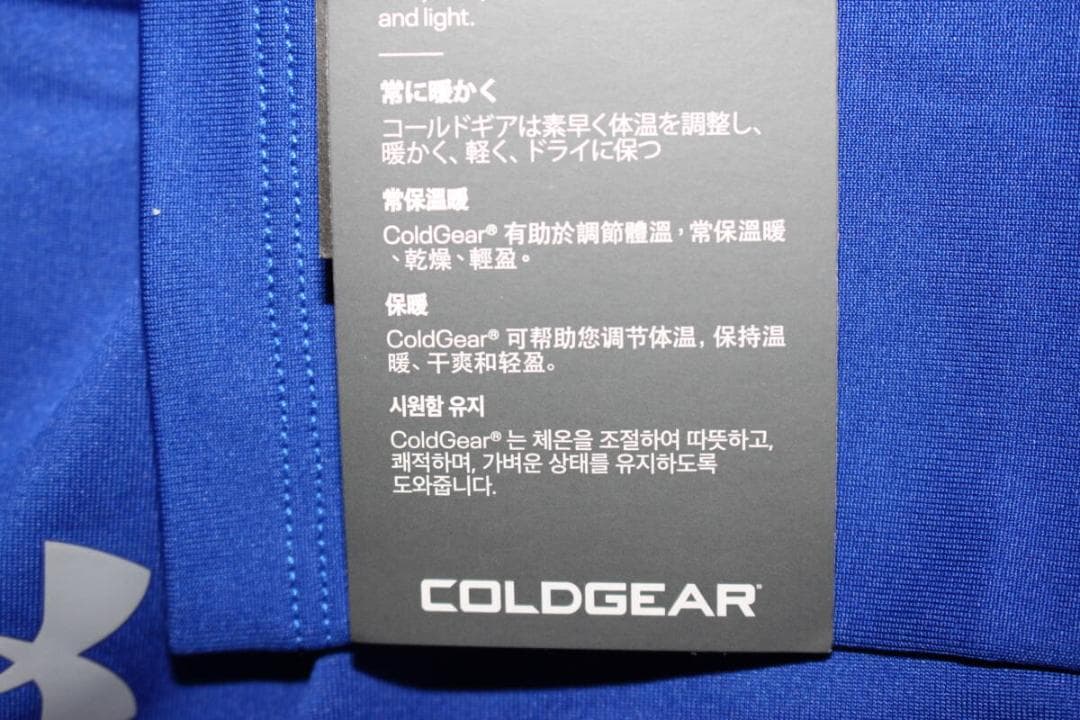 and light.
常に暖かく
コールドギアは素早く体温を調整し、
暖かく、軽く、ドライに保つ
常保溫暖
ColdGear® 有助於調節體溫，常保溫暖
、乾燥、輕盈。
保暖
ColdGear® 可帮助您调节体温，保持温
暖、干爽和轻盈。
시원함 유지
ColdGear® 는 체온을 조절하여 따뜻하고,
쾌적하며, 가벼운 상태를 유지하도록
도와줍니다.
COLDGEAR